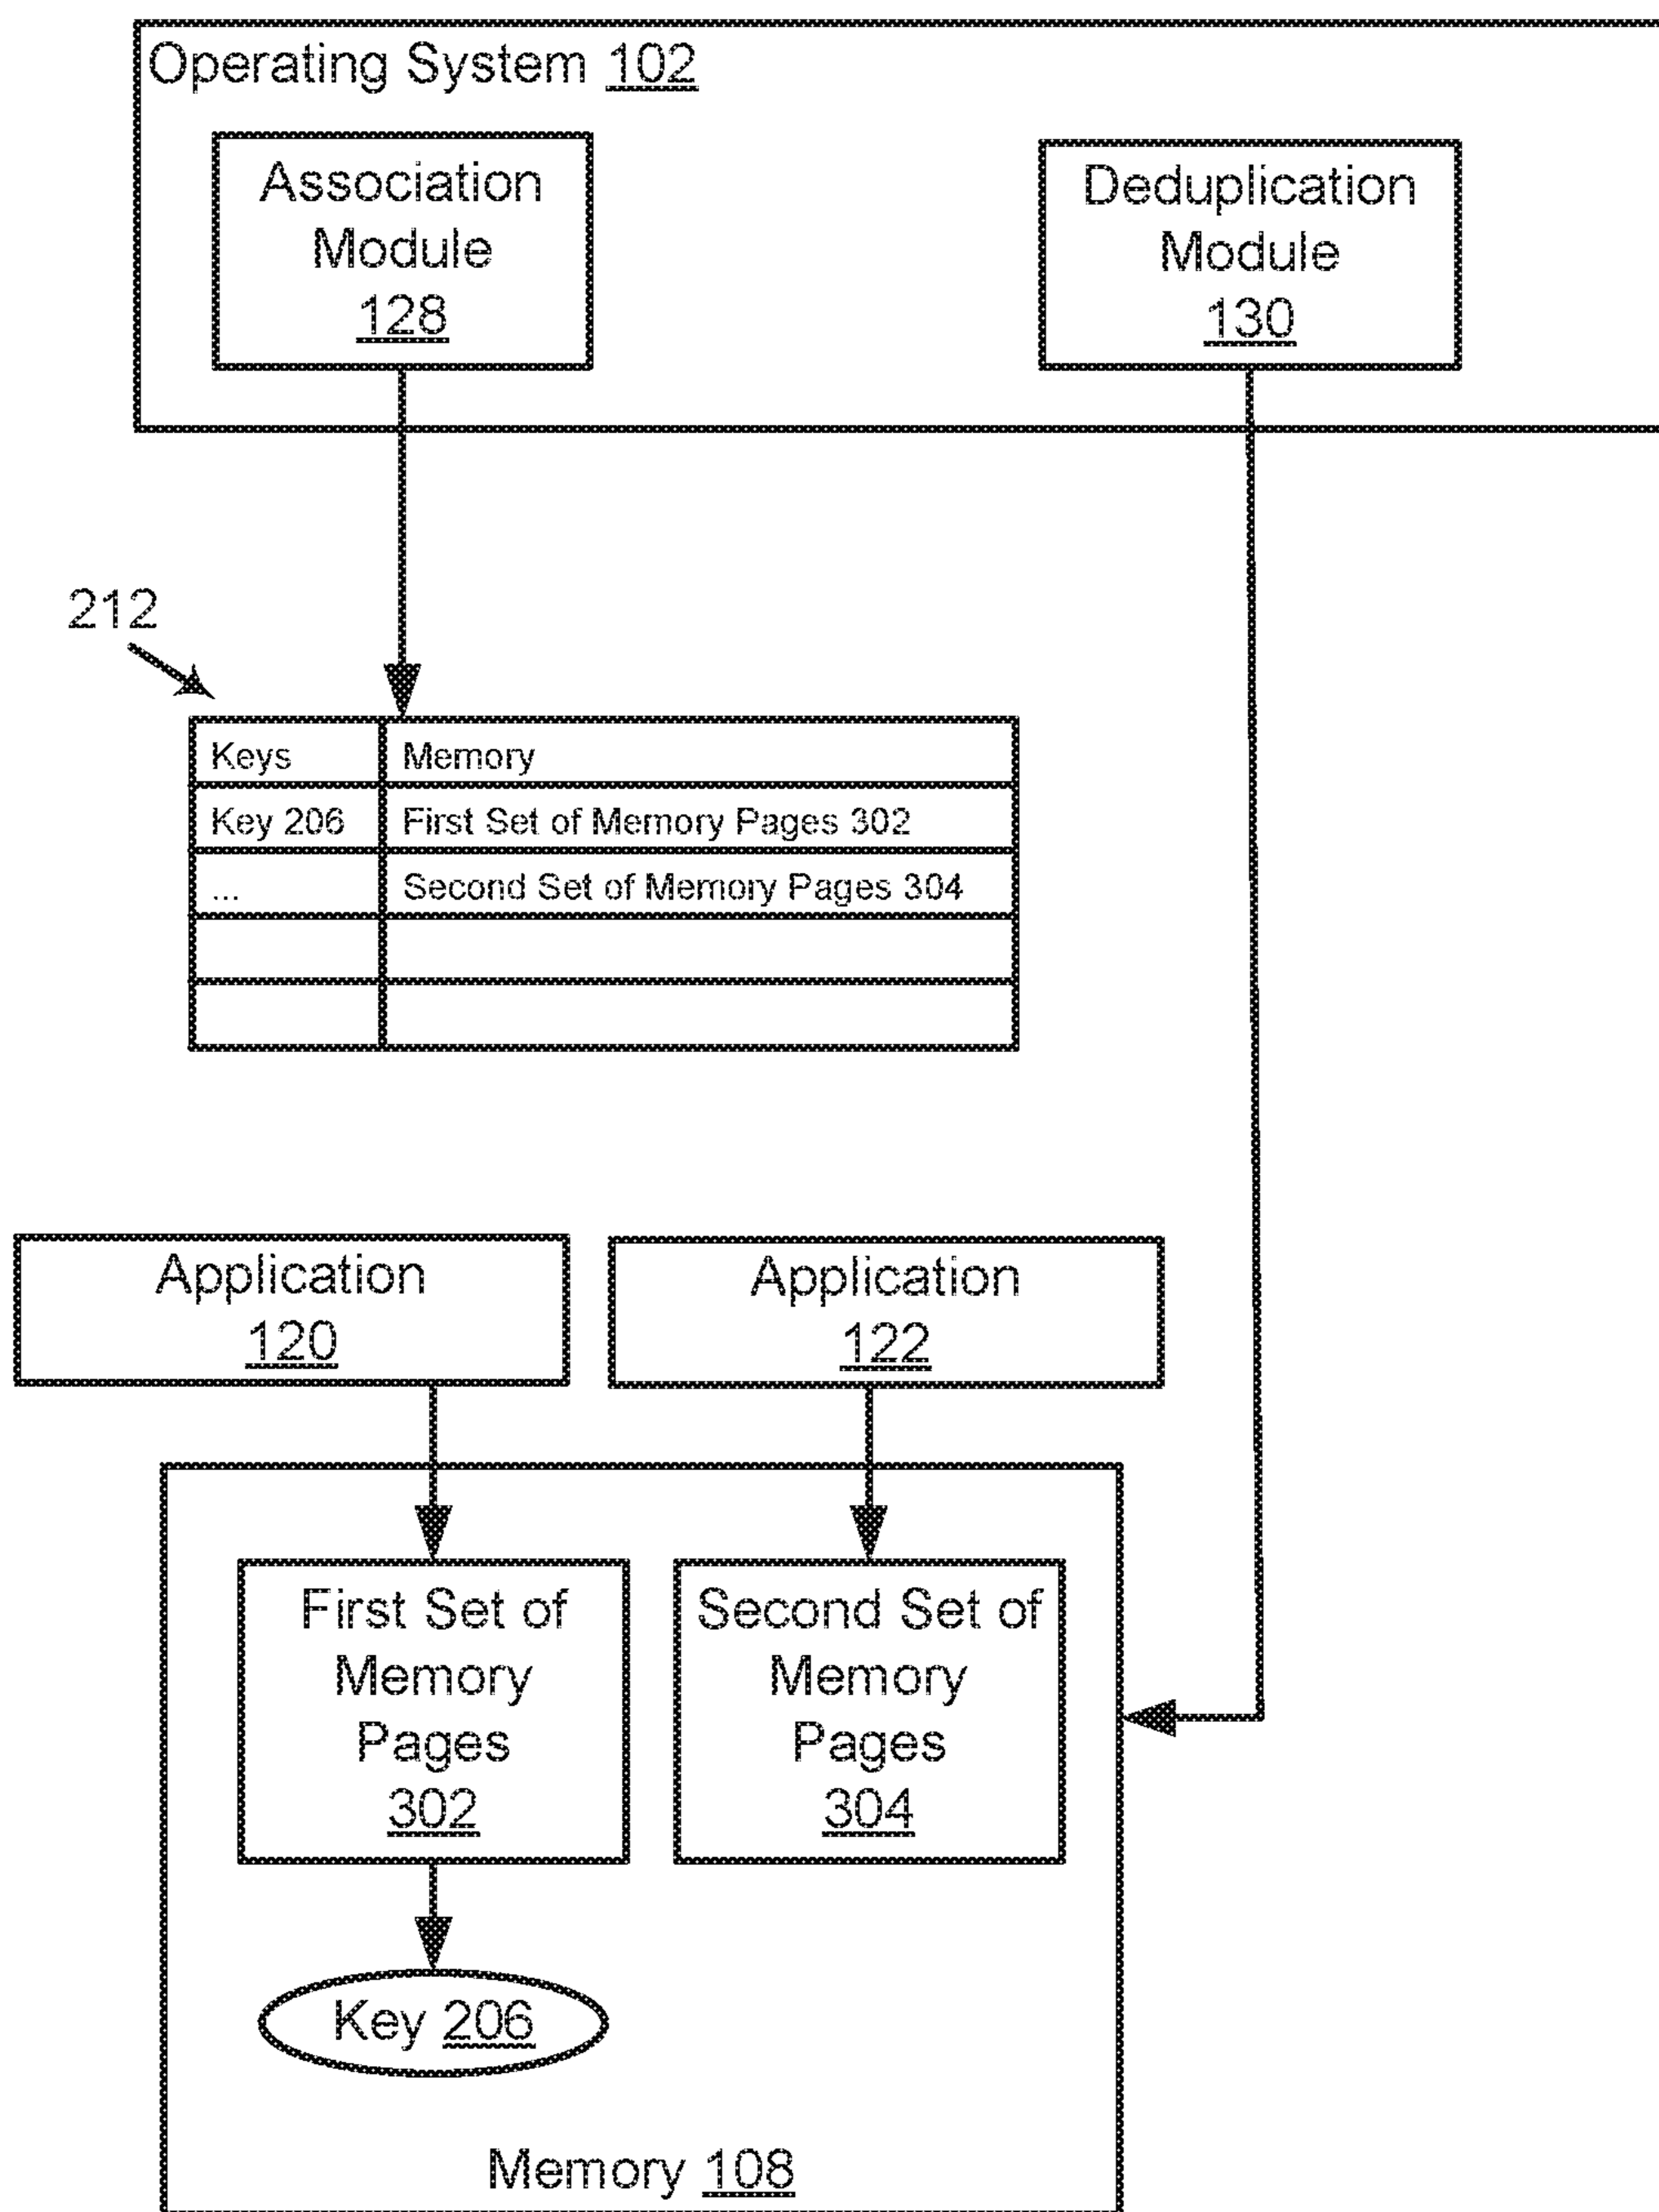 Operating System 102
Association
Module
128
Deduplication
Module
130
212
Keys Memory
Key 206 First Set of Memory Pages 302
... Second Set of Memory Pages 304
Application
120
Application
122
First Set of
Memory
Pages
302
Second Set of
Memory
Pages
304
Key 206
Memory 108